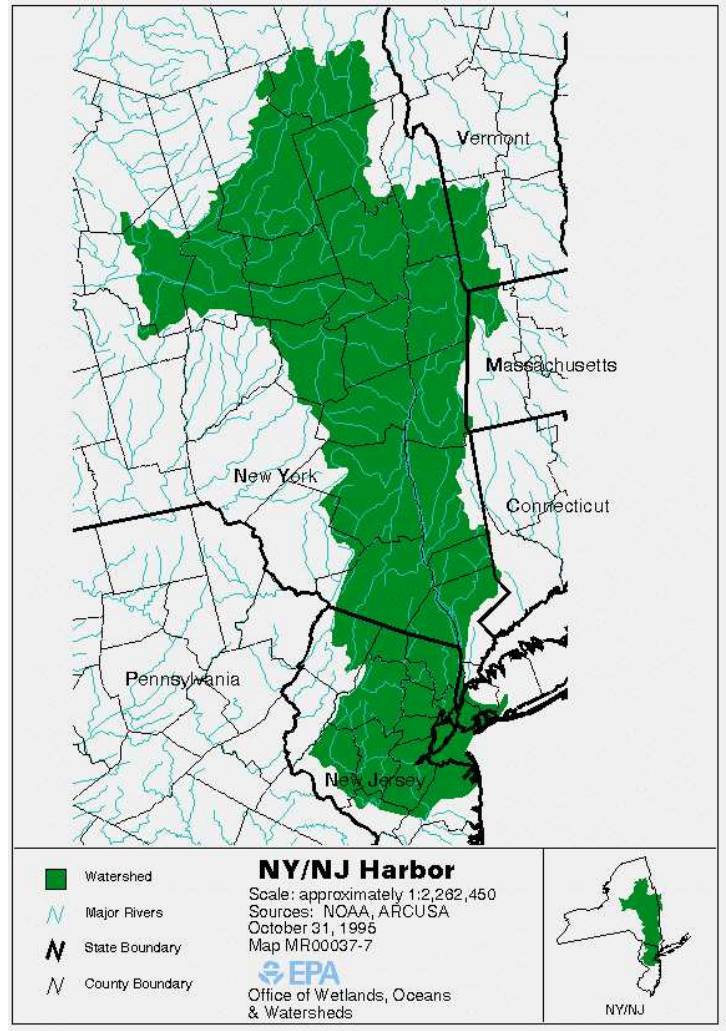 Vermont
Massachusetts
New York
Connecticut
Pennsylvania
New Jersey
Watershed
Major Rivers
State Boundary
County Boundary
NY/NJ Harbor
Scale: approximately 1:2,262,450
Sources: NOAA, ARCUSA
October 31, 1995
Map MR00037-7
EPA
Office of Wetlands, Oceans
& Watersheds
NY/NJ